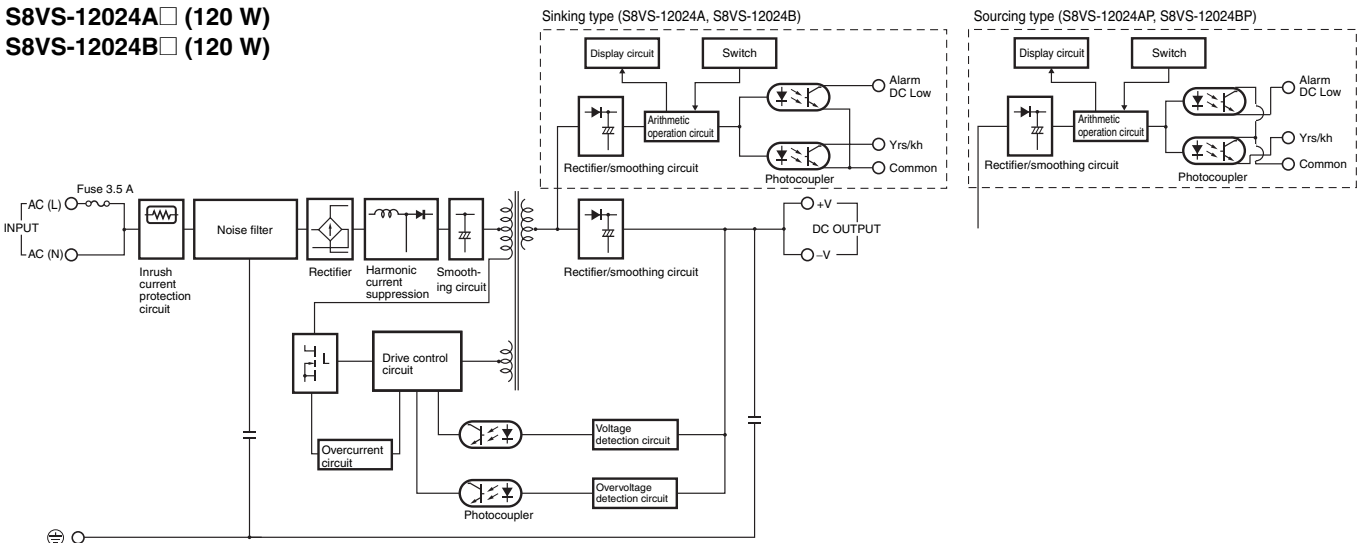 S8VS-12024A□ (120 W)
S8VS-12024B□ (120 W)
Sinking type (S8VS-12024A, S8VS-12024B)
Display circuit
Switch
Alarm
DC Low
Arithmetic
operation circuit
Yrs/kh
Rectifier/smoothing circuit
Common
Photocoupler
Sourcing type (S8VS-12024AP, S8VS-12024BP)
Display circuit
Switch
Alarm
DC Low
Arithmetic
operation circuit
Yrs/kh
Rectifier/smoothing circuit
Common
Photocoupler
Fuse 3.5 A
AC (L)
INPUT
AC (N)
Noise filter
Inrush
current
protection
circuit
Rectifier
Harmonic
current
suppression
Smooth-
ing circuit
Rectifier/smoothing circuit
+V
DC OUTPUT
–V
L
Drive control
circuit
Overcurrent
circuit
Voltage
detection circuit
Overvoltage
detection circuit
Photocoupler